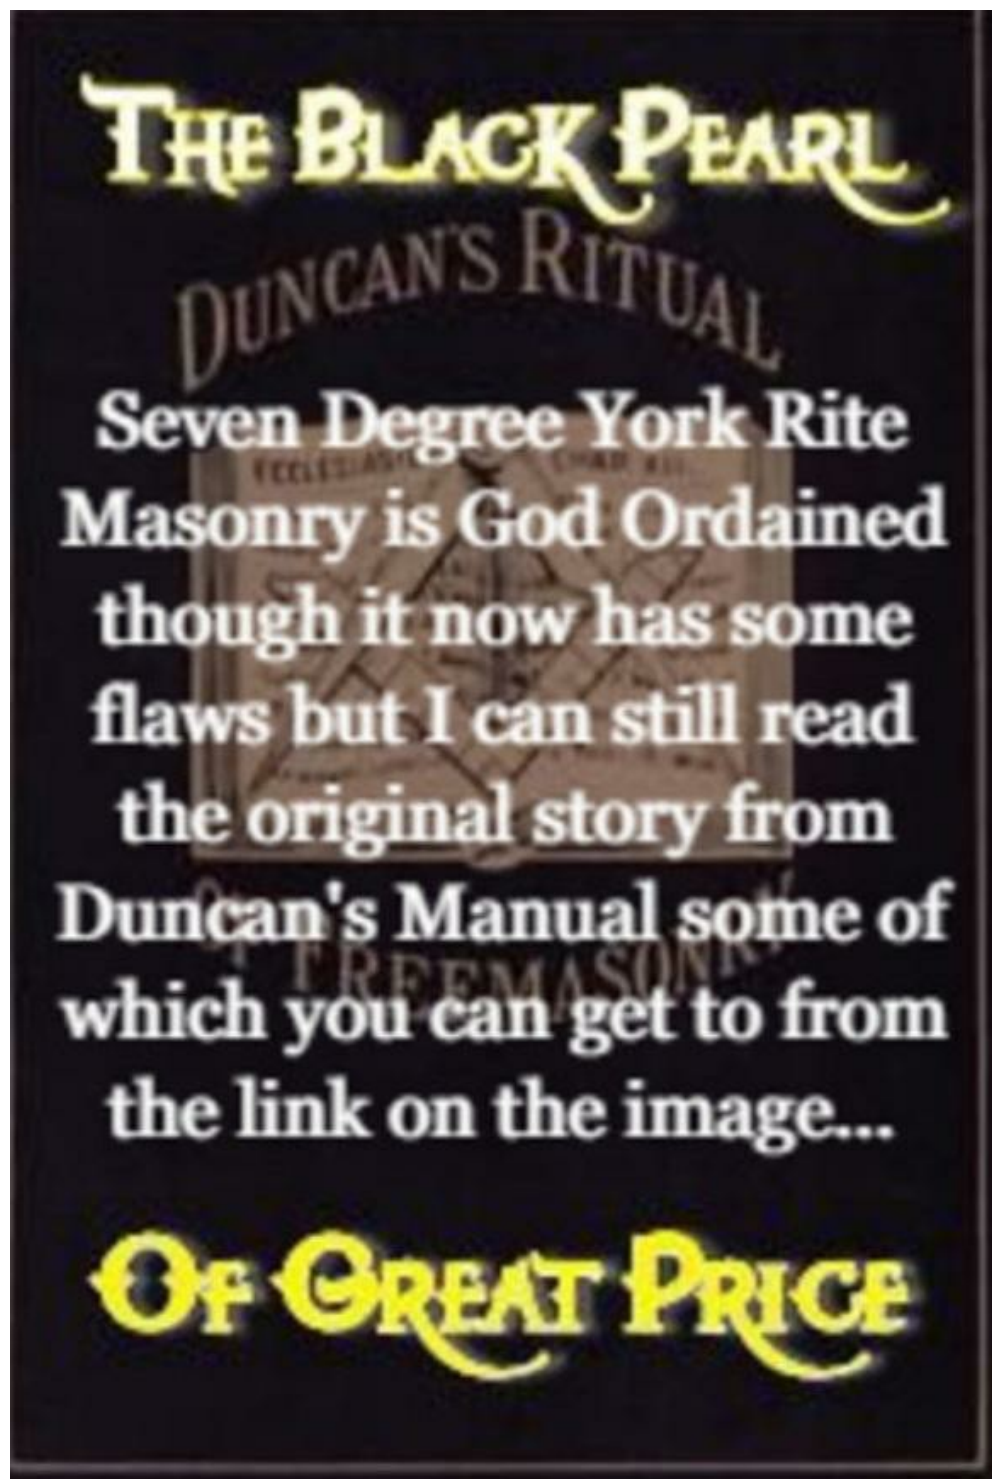 The Black Pearl
Duncan's Ritual
Seven Degree York Rite
Masonry is God Ordained
though it now has some
flaws but I can still read
the original story from
Duncan's Manual some of
which you can get to from
the link on the image...
Of Freemasonry
Of Great Price